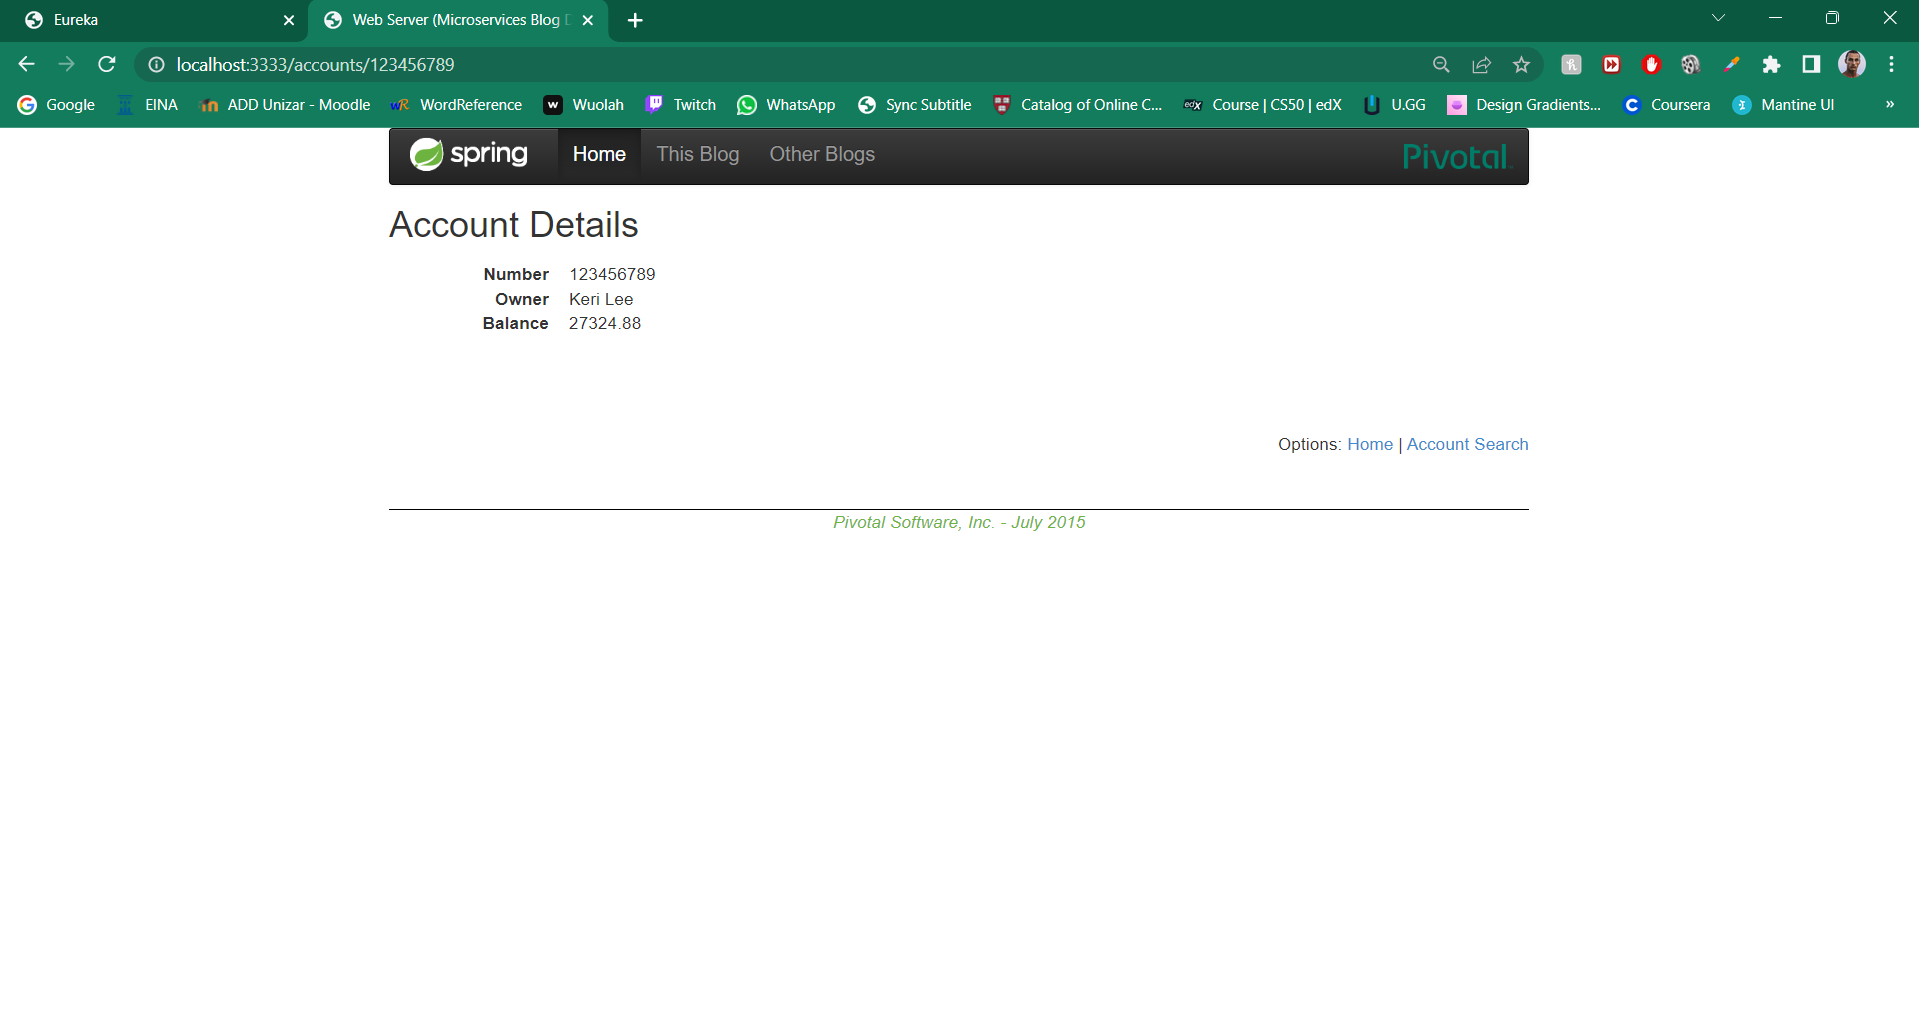 Eureka
Web Server (Microservices Blog
localhost:3333/accounts/123456789
Google EINA ADD Unizar - Moodle WordReference Wuolah Twitch WhatsApp Sync Subtitle Catalog of Online C... Course | CS50 | edX U.GG Design Gradients... Coursera Mantine UI »
spring Home This Blog Other Blogs Pivotal
Account Details
Number 123456789
Owner Keri Lee
Balance 27324.88
Options: Home | Account Search
Pivotal Software, Inc. - July 2015